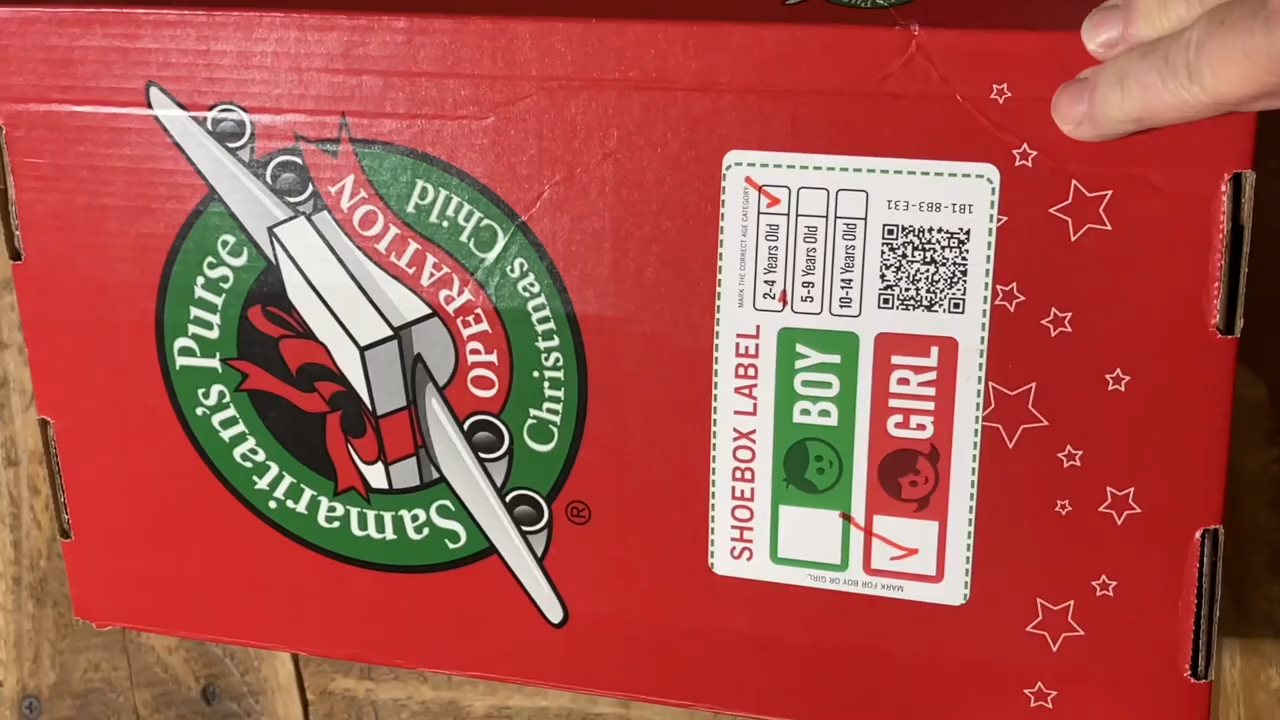 Samaritan's Purse
OPERATION
Christmas Child
®
SHOEBOX LABEL
MARK FOR BOY OR GIRL:
BOY
GIRL
MARK THE CORRECT AGE CATEGORY:
2-4 Years Old
5-9 Years Old
10-14 Years Old
1B1-8B3-E31